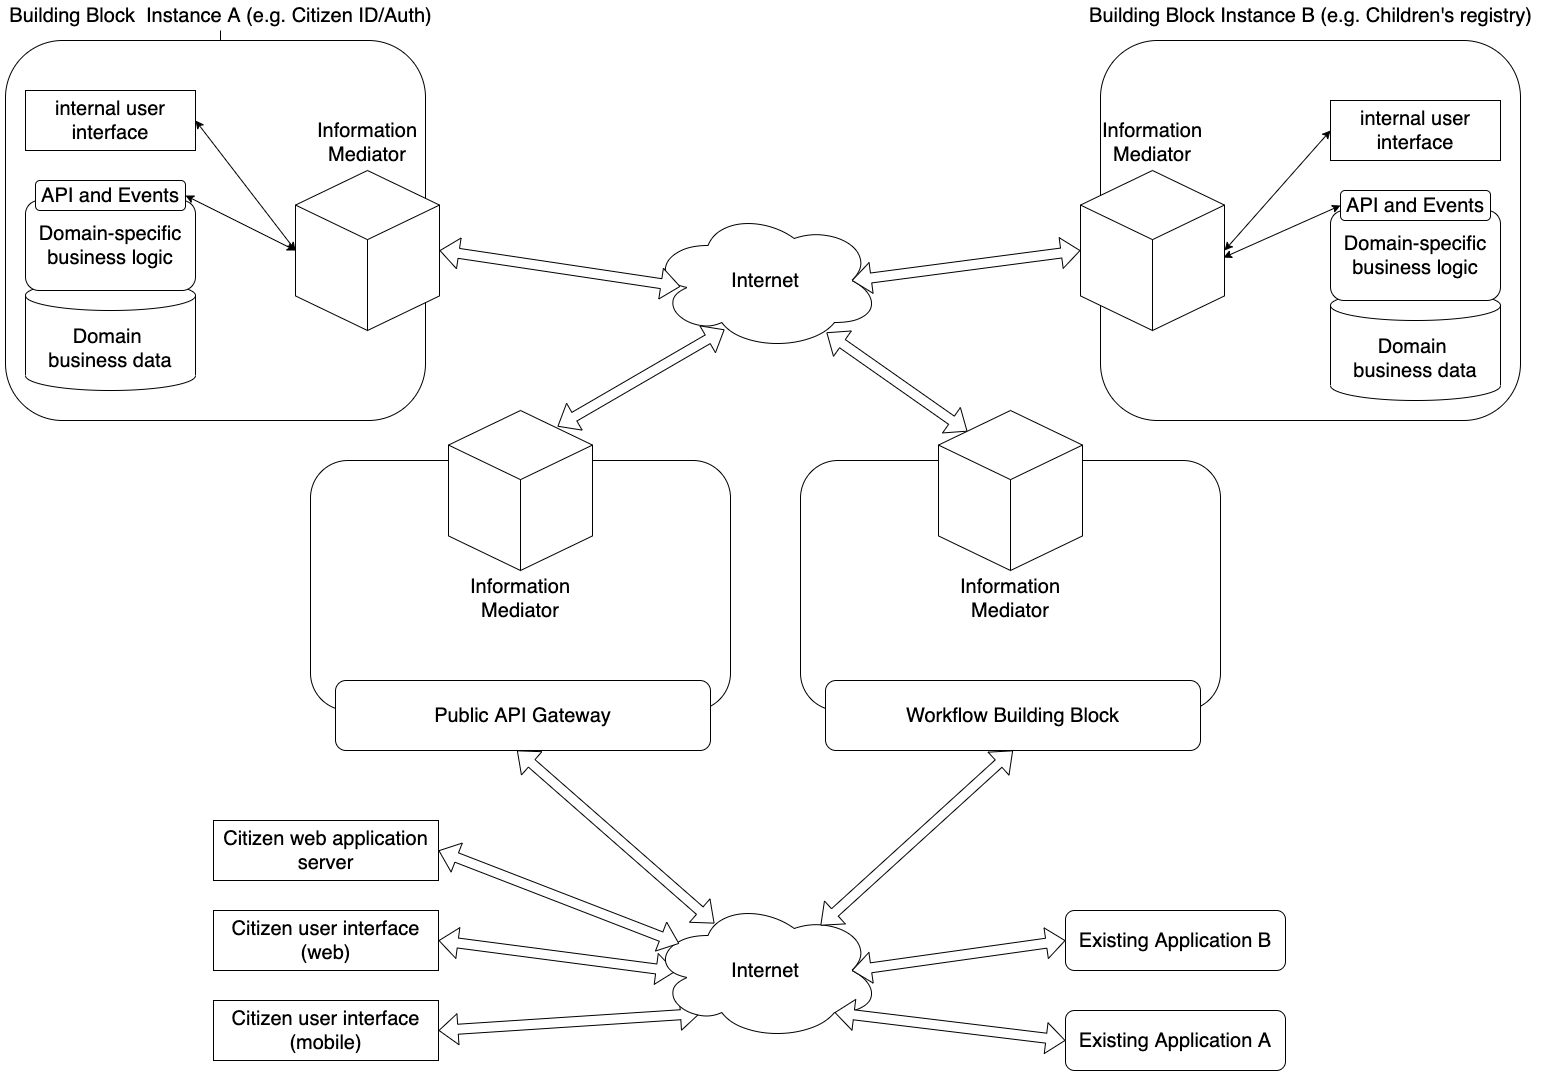 Building Block  Instance A (e.g. Citizen ID/Auth)
Building Block Instance B (e.g. Children's registry)
internal user
interface
Information
Mediator
API and Events
Domain-specific
business logic
Domain
business data
Internet
Information
Mediator
internal user
interface
API and Events
Domain-specific
business logic
Domain
business data
Information
Mediator
Information
Mediator
Public API Gateway
Workflow Building Block
Citizen web application
server
Citizen user interface
(web)
Citizen user interface
(mobile)
Internet
Existing Application B
Existing Application A